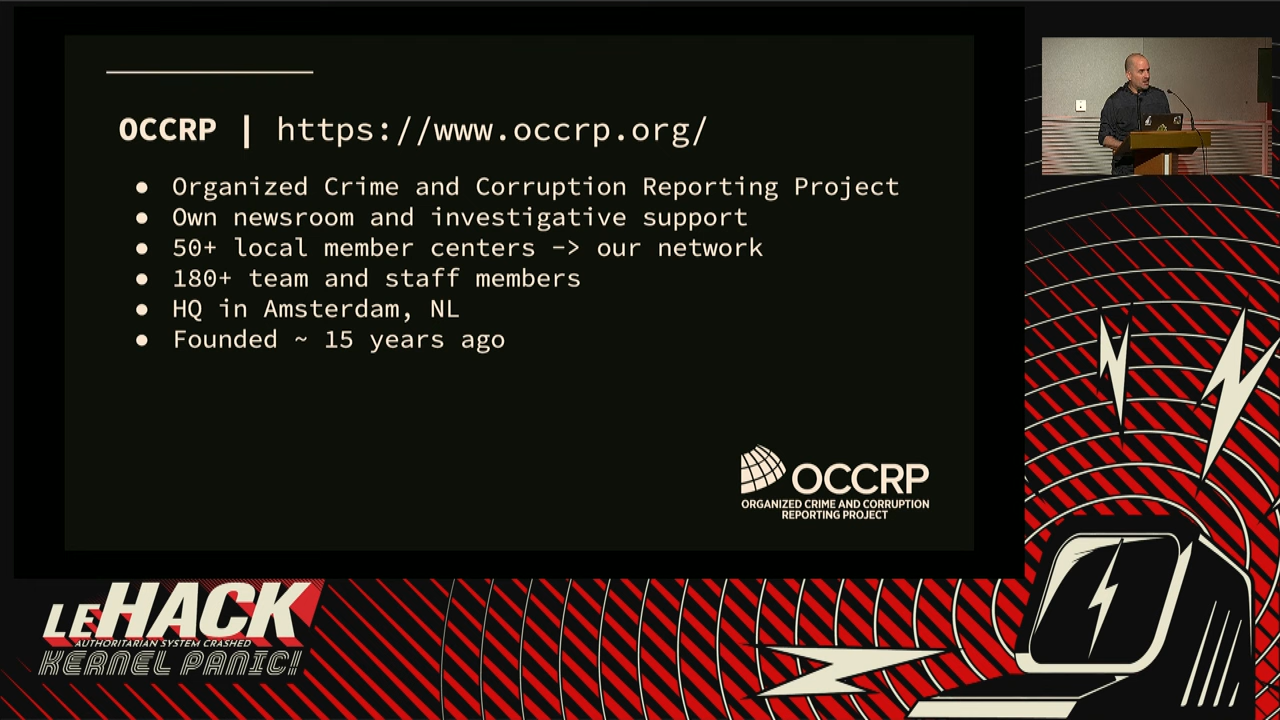 OCCRP | https://www.occrp.org/
● Organized Crime and Corruption Reporting Project
● Own newsroom and investigative support
● 50+ local member centers -> our network
● 180+ team and staff members
● HQ in Amsterdam, NL
● Founded ~ 15 years ago
OCCRP
ORGANIZED CRIME AND CORRUPTION
REPORTING PROJECT
LEHACK
AUTHORITARIAN SYSTEM CRASHED
KERNEL PANIC!